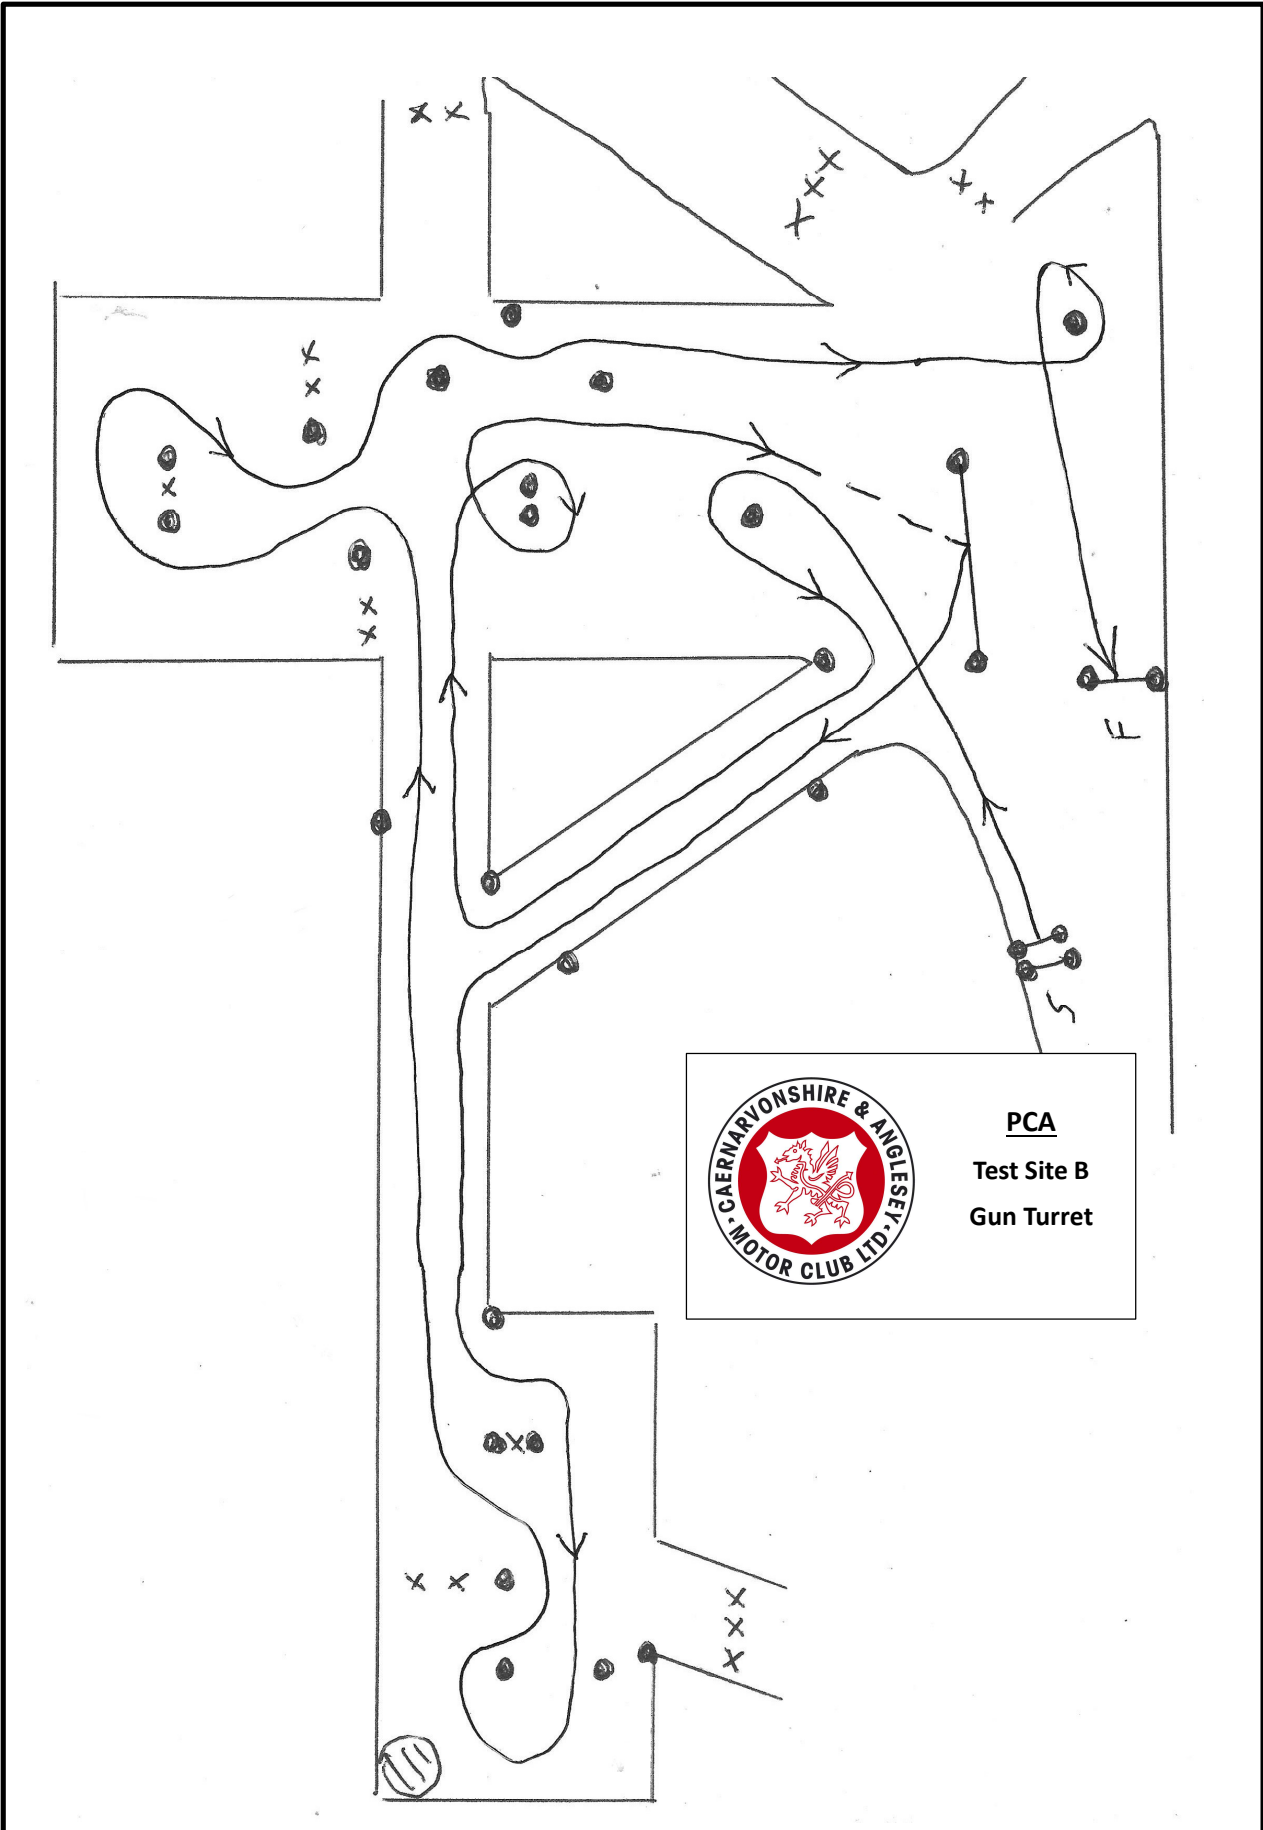 x x
x
x
x
x x
x
x
x
x
x
x
F
S
CAERNARVONSHIRE & ANGLESEY
• MOTOR CLUB LTD •
PCA
Test Site B
Gun Turret
x
x x
x
x
x